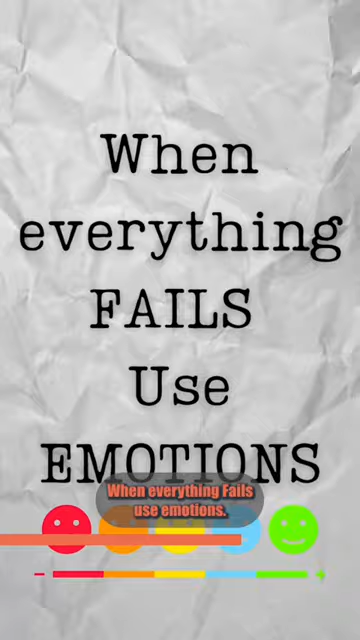 When
everything
FAILS
Use
EMOTIONS
When everything Fails
use emotions.